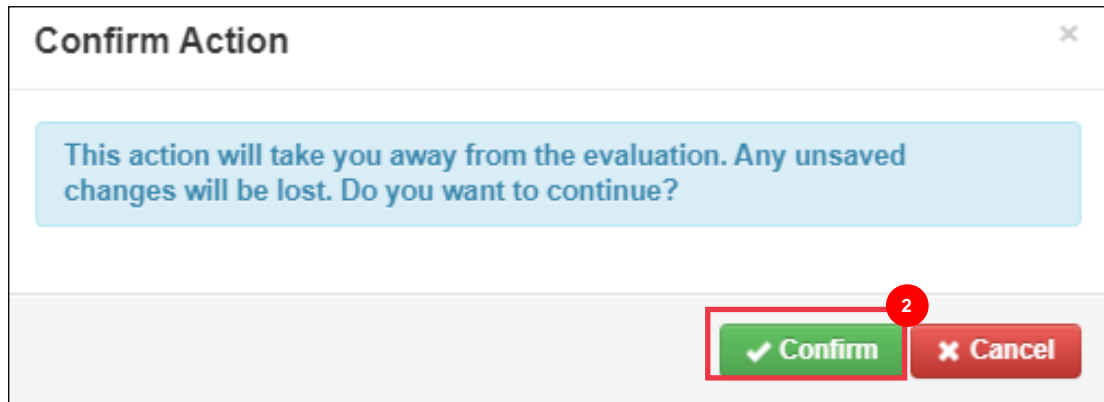 Confirm Action
×
This action will take you away from the evaluation. Any unsaved
changes will be lost. Do you want to continue?
2
Confirm
Cancel